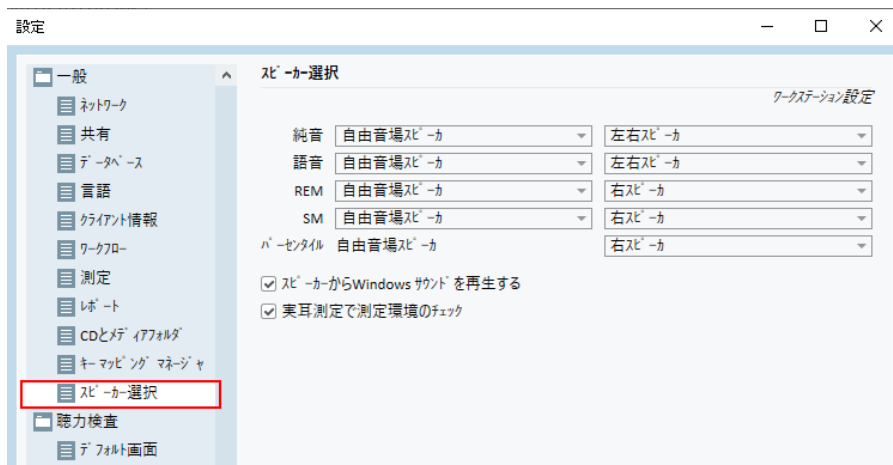 設定
一般
ﾈｯﾄﾜｰｸ
共有
ﾃﾞｰﾀﾍﾞｰｽ
言語
ｸﾗｲｱﾝﾄ情報
ﾜｰｸﾌﾛｰ
測定
ﾚﾎﾟｰﾄ
CDとﾒﾃﾞｨｱﾌｫﾙﾀﾞ
ｷｰﾏｯﾋﾟﾝｸﾞ ﾏﾈｰｼﾞｬ
ｽﾋﾟｰｶｰ選択
聴力検査
ﾃﾞﾌｫﾙﾄ画面
ｽﾋﾟｰｶｰ選択
ﾜｰｸｽﾃｰｼｮﾝ設定
純音 自由音場ｽﾋﾟｰｶ 左右ｽﾋﾟｰｶ
語音 自由音場ｽﾋﾟｰｶ 左右ｽﾋﾟｰｶ
REM 自由音場ｽﾋﾟｰｶ 右ｽﾋﾟｰｶ
SM 自由音場ｽﾋﾟｰｶ 右ｽﾋﾟｰｶ
ﾊﾟｰｾﾝﾀｲﾙ 自由音場ｽﾋﾟｰｶ 右ｽﾋﾟｰｶ
ｽﾋﾟｰｶｰからWindows ｻｳﾝﾄﾞを再生する
実耳測定で測定環境のﾁｪｯｸ